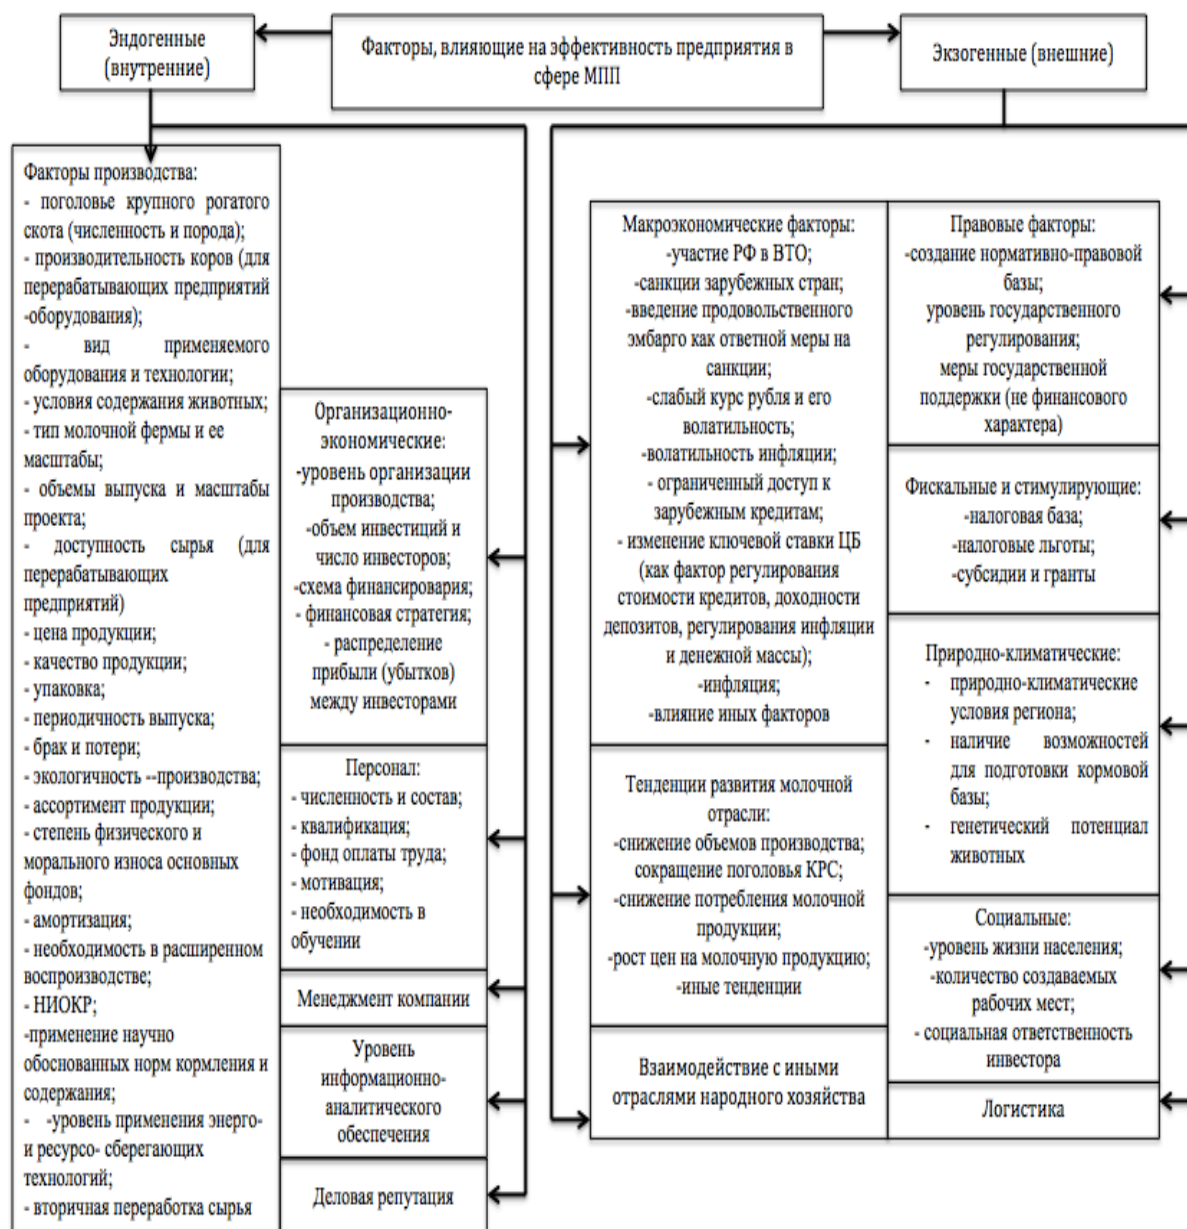 Эндогенные
(внутренние)
Факторы, влияющие на эффективность предприятия в
сфере МПП
Экзогенные (внешние)
Факторы производства:
- поголовье крупного рогатого
скота (численность и порода);
- производительность коров (для
перерабатывающих предприятий
-оборудования);
- вид применяемого
оборудования и технологии;
- условия содержания животных;
- тип молочной фермы и ее
масштабы;
- объемы выпуска и масштабы
проекта;
- доступность сырья (для
перерабатывающих
предприятий)
- цена продукции;
- качество продукции;
- упаковка;
- периодичность выпуска;
- брак и потери;
- экологичность --производства;
- ассортимент продукции;
- степень физического и
морального износа основных
фондов;
- амортизация;
- необходимость в расширенном
воспроизводстве;
- НИОКР;
-применение научно
обоснованных норм кормления и
содержания;
- -уровень применения энерго-
и ресурсо- сберегающих
технологий;
- вторичная переработка сырья
Организационно-
экономические:
-уровень организации
производства;
-объем инвестиций и
число инвесторов;
-схема финансировария;
- финансовая стратегия;
- распределение
прибыли (убытков)
между инвесторами
Персонал:
- численность и состав;
- квалификация;
- фонд оплаты труда;
- мотивация;
- необходимость в
обучении
Менеджмент компании
Уровень
информационно-
аналитического
обеспечения
Деловая репутация
Макроэкономические факторы:
-участие РФ в ВТО;
-санкции зарубежных стран;
-введение продовольственного
эмбарго как ответной меры на
санкции;
-слабый курс рубля и его
волатильность;
-волатильность инфляции;
- ограниченный доступ к
зарубежным кредитам;
- изменение ключевой ставки ЦБ
(как фактор регулирования
стоимости кредитов, доходности
депозитов, регулирования инфляции
и денежной массы);
-инфляция;
-влияние иных факторов
Тенденции развития молочной
отрасли:
-снижение объемов производства;
сокращение поголовья КРС;
-снижение потребления молочной
продукции;
-рост цен на молочную продукцию;
-иные тенденции
Взаимодействие с иными
отраслями народного хозяйства
Правовые факторы:
-создание нормативно-правовой
базы;
уровень государственного
регулирования;
меры государственной
поддержки (не финансового
характера)
Фискальные и стимулирующие:
-налоговая база;
-налоговые льготы;
-субсидии и гранты
Природно-климатические:
- природно-климатические
условия региона;
- наличие возможностей
для подготовки кормовой
базы;
- генетический потенциал
животных
Социальные:
-уровень жизни населения;
-количество создаваемых
рабочих мест;
- социальная ответственность
инвестора
Логистика